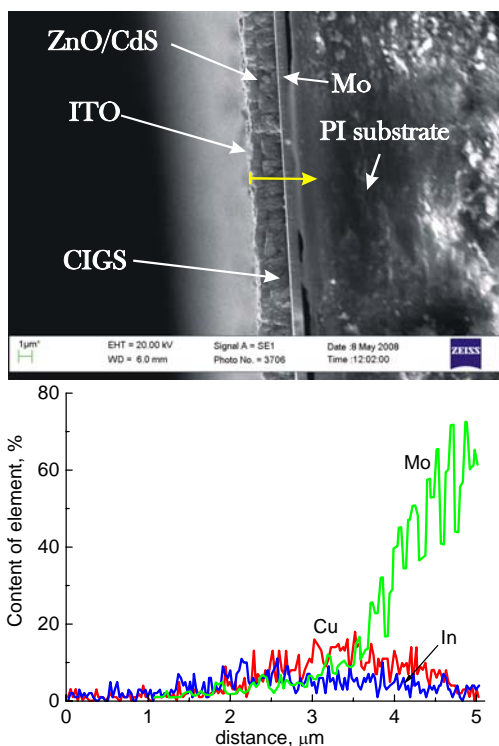 ZnO/CdS
Mo
ITO
PI substrate
CIGS
1µm*
EHT = 20.00 kV Signal A = SE1 Date :8 May 2008
WD = 6.0 mm Photo No. = 3706 Time :12:02:00
ZEISS
Content of element, %
80
60
40
20
0
Mo
Cu
In
0 1 2 3 4 5
distance, µm